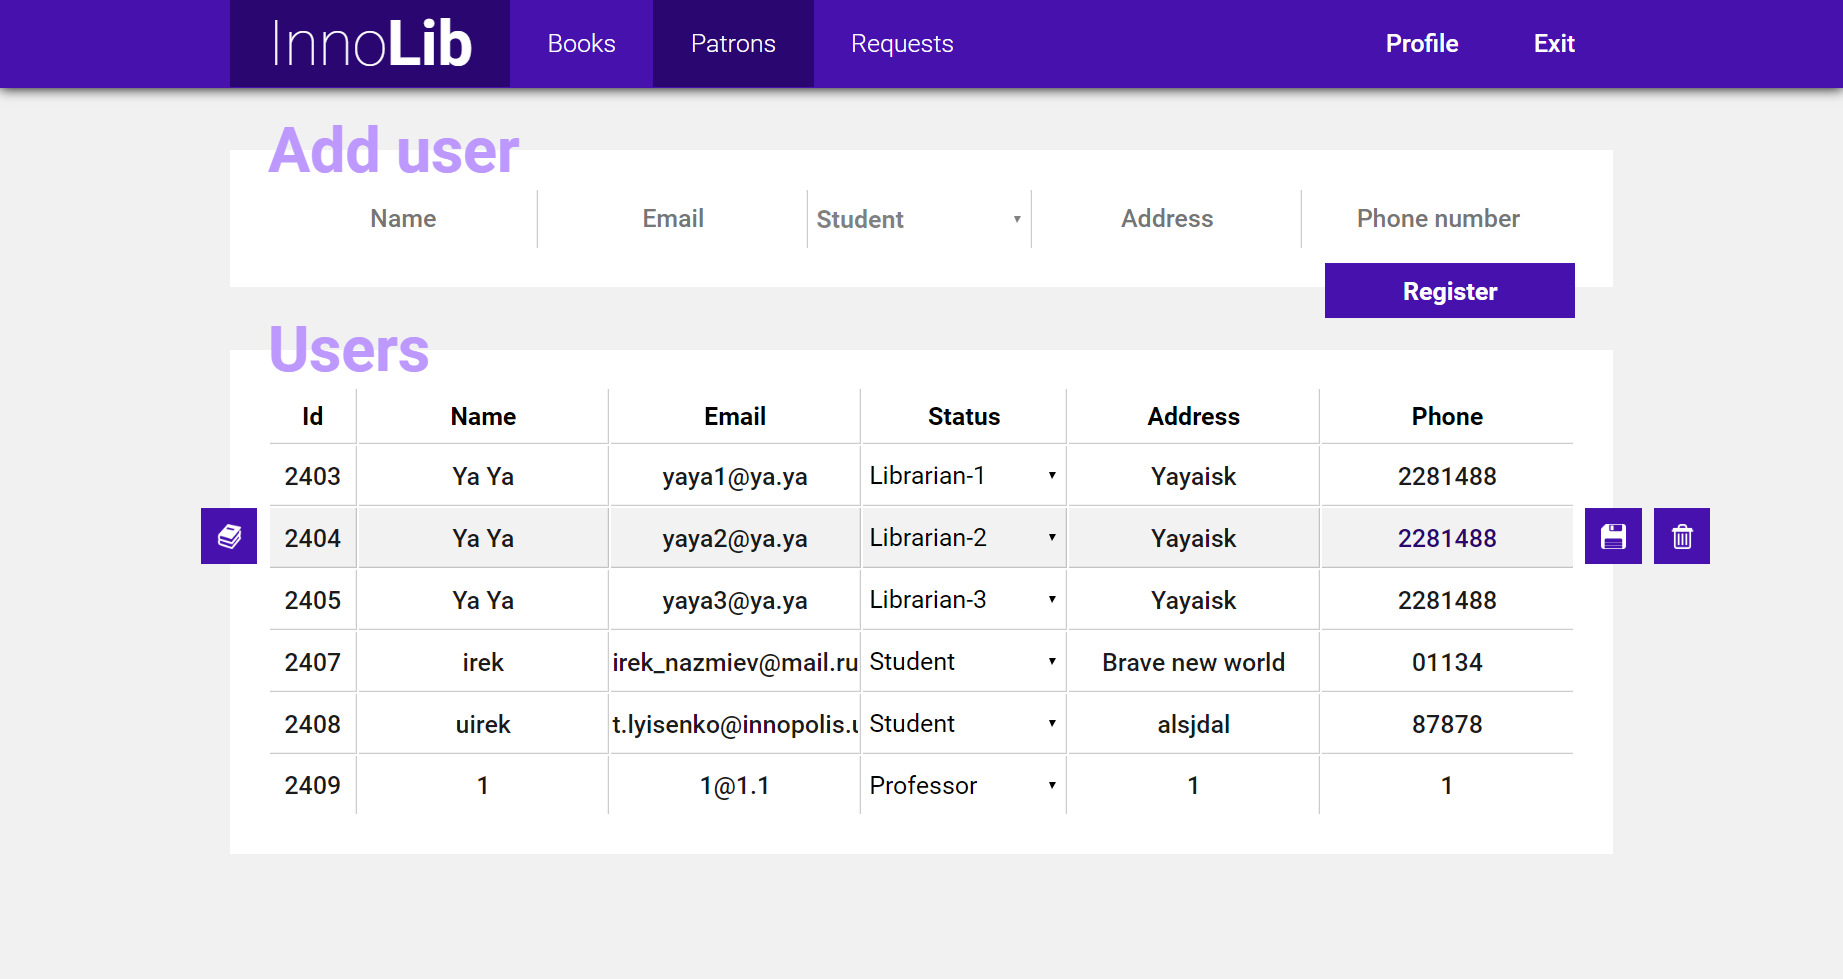 InnoLib Books Patrons Requests Profile Exit
Add user
Name Email Student Address Phone number
Register
Users
Id Name Email Status Address Phone
2403 Ya Ya yaya1@ya.ya Librarian-1 Yayaisk 2281488
2404 Ya Ya yaya2@ya.ya Librarian-2 Yayaisk 2281488
2405 Ya Ya yaya3@ya.ya Librarian-3 Yayaisk 2281488
2407 irek irek_nazmiev@mail.ru Student Brave new world 01134
2408 uirek t.lyisenko@innopolis.u Student alsjdal 87878
2409 1 1@1.1 Professor 1 1